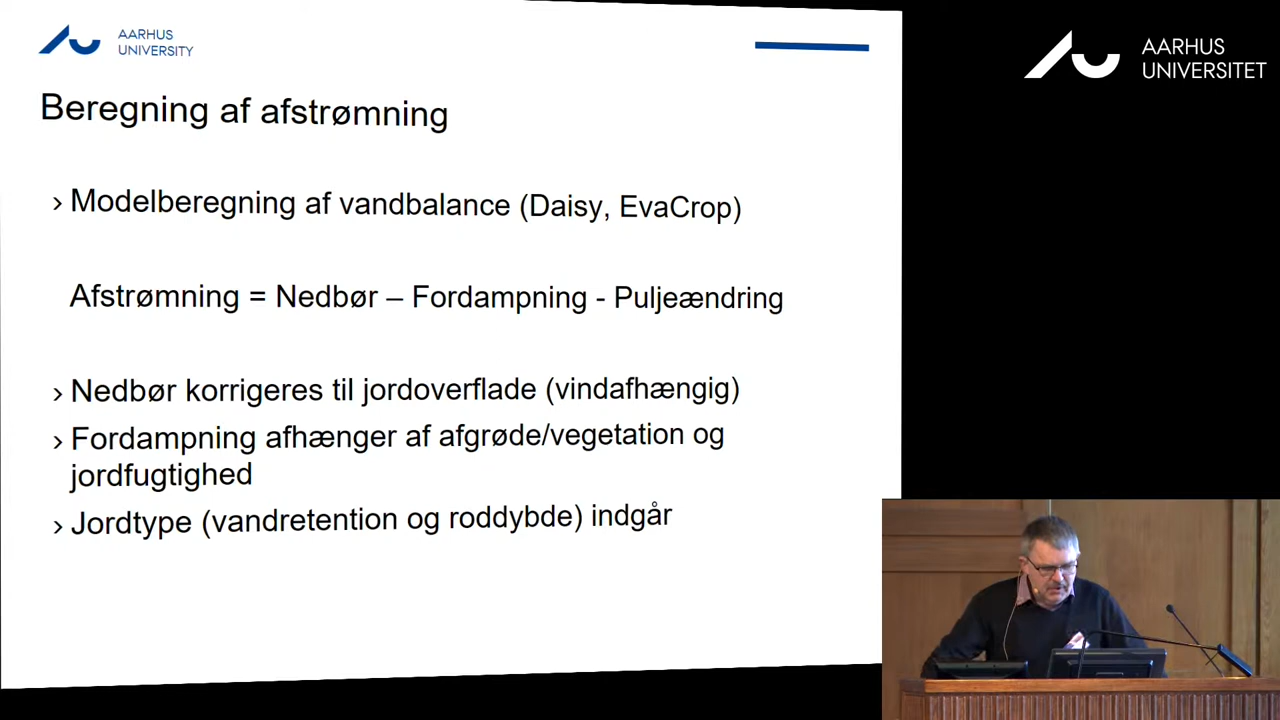 AARHUS
UNIVERSITY
AARHUS
UNIVERSITET
Beregning af afstrømning
› Modelberegning af vandbalance (Daisy, EvaCrop)
Afstrømning = Nedbør – Fordampning - Puljeændring
› Nedbør korrigeres til jordoverflade (vindafhængig)
› Fordampning afhænger af afgrøde/vegetation og
jordfugtighed
› Jordtype (vandretention og roddybde) indgår